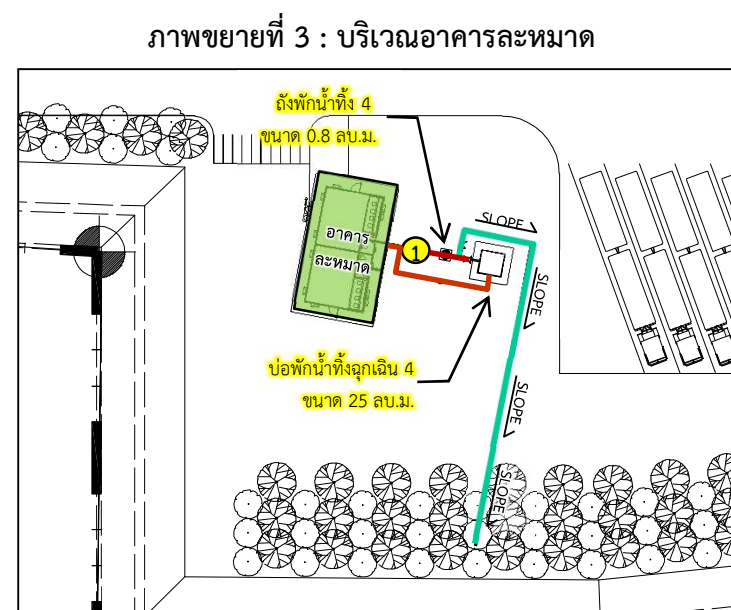 ภาพขยายที่ 3 : บริเวณอาคารละหมาด
ถังพักน้ำทิ้ง 4
ขนาด 0.8 ลบ.ม.
SLOPE
อาคาร
ละหมาด
1
SLOPE
บ่อพักน้ำทิ้งฉุกเฉิน 4
ขนาด 25 ลบ.ม.
SLOPE
SLOPE